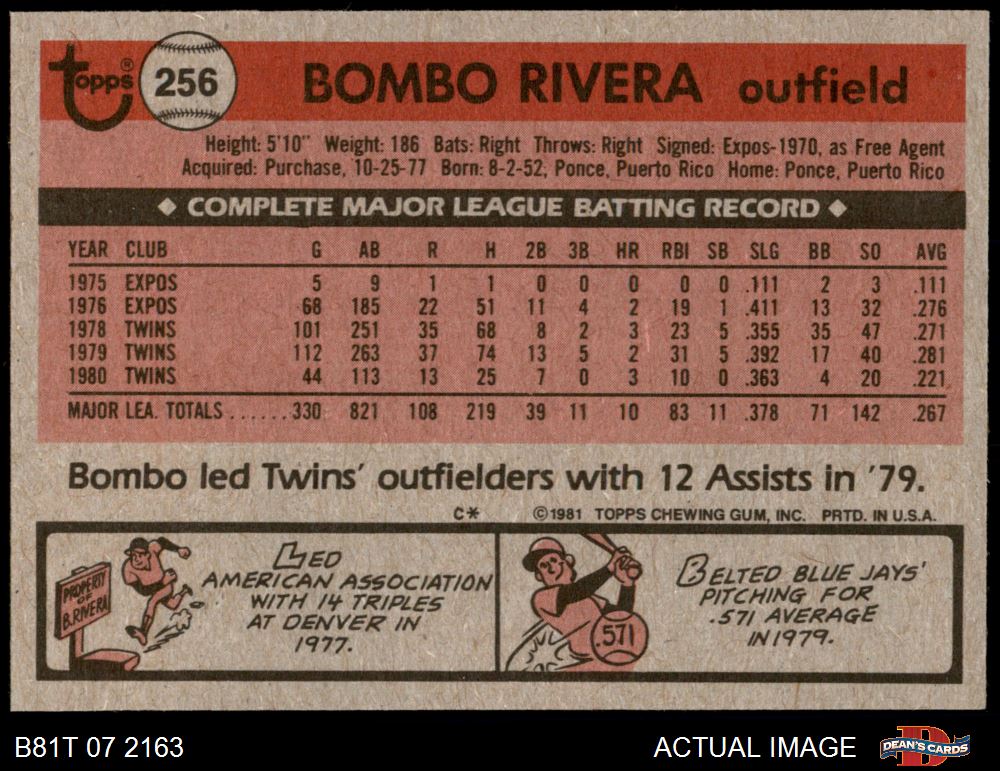 topps® 256 BOMBO RIVERA outfield
Height: 5'10" Weight: 186 Bats: Right Throws: Right Signed: Expos-1970, as Free Agent
Acquired: Purchase, 10-25-77 Born: 8-2-52, Ponce, Puerto Rico Home: Ponce, Puerto Rico
◆ COMPLETE MAJOR LEAGUE BATTING RECORD ◆
YEAR CLUB G AB R H 2B 3B HR RBI SB SLG BB SO AVG
1975 EXPOS 5 9 1 1 0 0 0 0 0 .111 2 3 .111
1976 EXPOS 68 185 22 51 11 4 2 19 1 .411 13 32 .276
1978 TWINS 101 251 35 68 8 2 3 23 5 .355 35 47 .271
1979 TWINS 112 263 37 74 13 5 2 31 5 .392 17 40 .281
1980 TWINS 44 113 13 25 7 0 3 10 0 .363 4 20 .221
MAJOR LEA. TOTALS ......330 821 108 219 39 11 10 83 11 .378 71 142 .267
Bombo led Twins' outfielders with 12 Assists in '79.
C* ©1981 TOPPS CHEWING GUM, INC. PRTD. IN U.S.A.
PROPERTY
OF
B.RIVERA
LED
AMERICAN ASSOCIATION
WITH 14 TRIPLES
AT DENVER IN
1977.
.571
BELTED BLUE JAYS'
PITCHING FOR
.571 AVERAGE
IN 1979.
B81T 07 2163 ACTUAL IMAGE DEAN'S CARDS